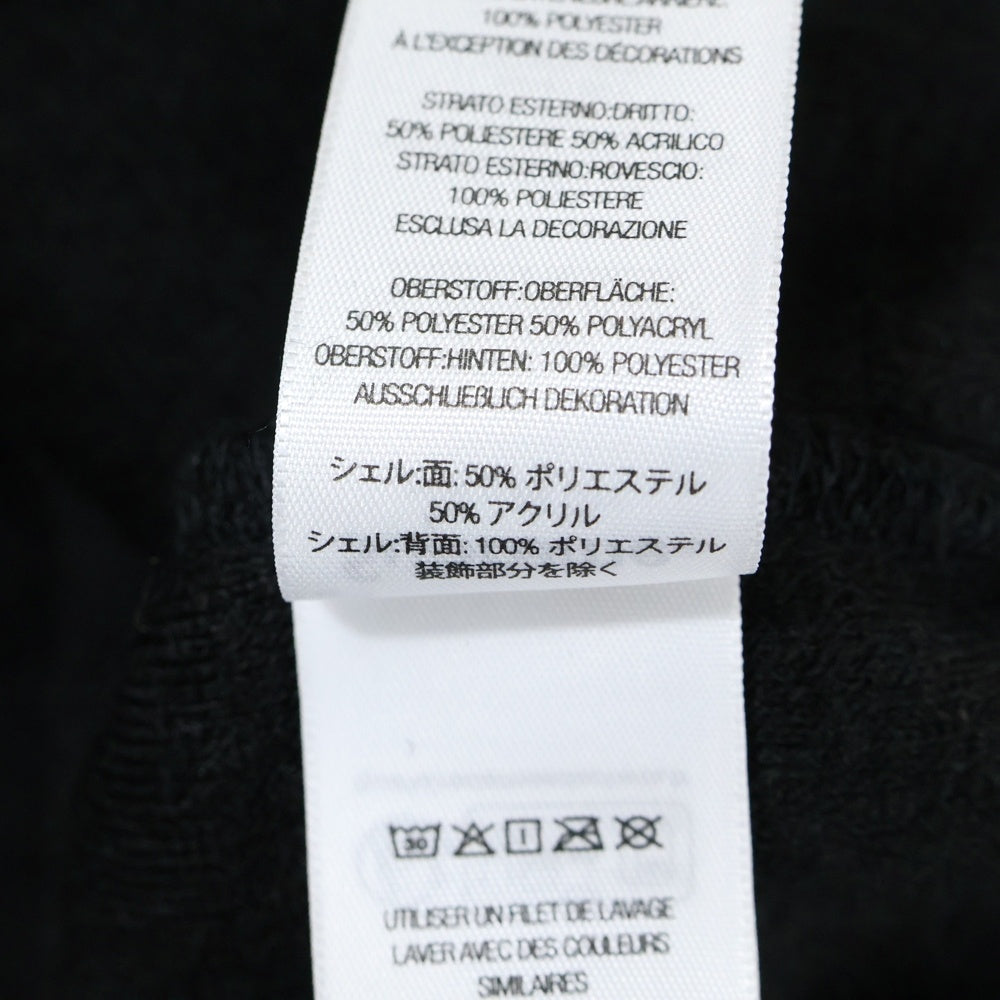 100% POLYESTER
À L'EXCEPTION DES DÉCORATIONS
STRATO ESTERNO:DRITTO:
50% POLIESTERE 50% ACRILICO
STRATO ESTERNO:ROVESCIO:
100% POLIESTERE
ESCLUSA LA DECORAZIONE
OBERSTOFF:OBERFLÄCHE:
50% POLYESTER 50% POLYACRYL
OBERSTOFF:HINTEN: 100% POLYESTER
AUSSCHLIEßLICH DEKORATION
シェル:面: 50% ポリエステル
50% アクリル
シェル:背面: 100% ポリエステル
装飾部分を除く
30
UTILISER UN FILET DE LAVAGE
LAVER AVEC DES COULEURS
SIMILAIRES